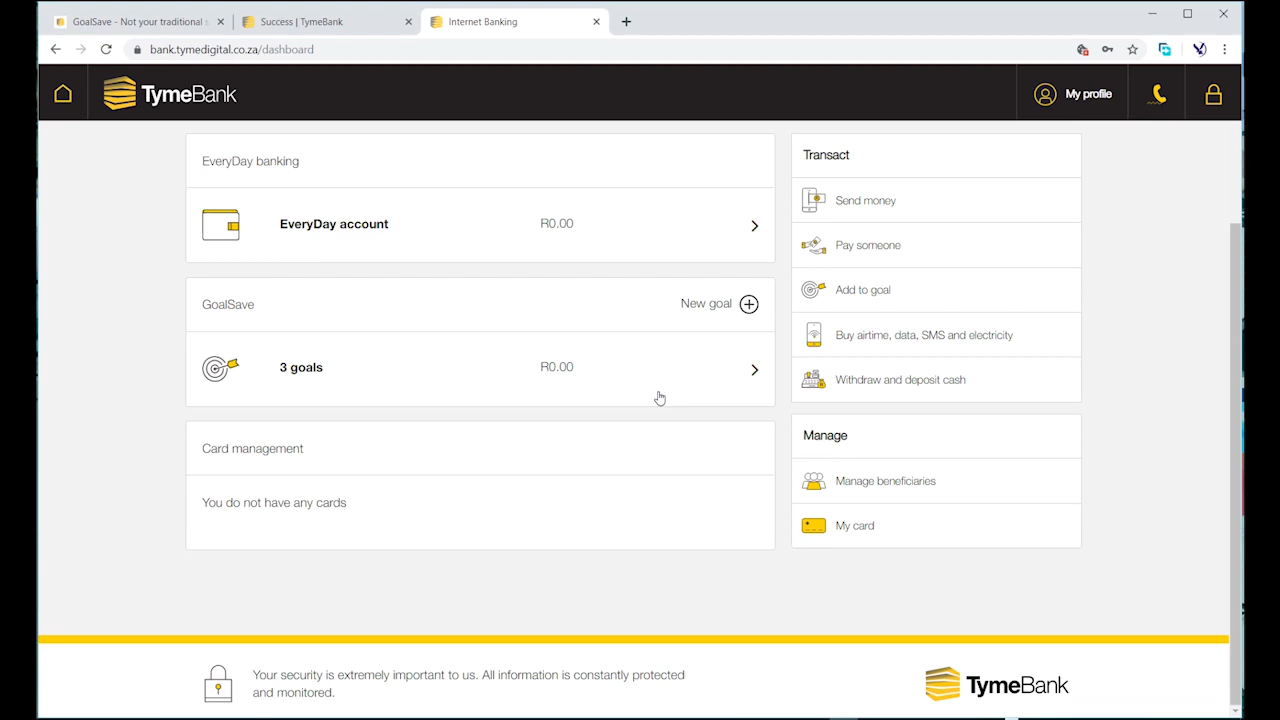 GoalSave - Not your traditional s
Success | TymeBank
Internet Banking
bank.tymedigital.co.za/dashboard
TymeBank
My profile
EveryDay banking
EveryDay account R0.00
GoalSave New goal
3 goals R0.00
Card management
You do not have any cards
Transact
Send money
Pay someone
Add to goal
Buy airtime, data, SMS and electricity
Withdraw and deposit cash
Manage
Manage beneficiaries
My card
Your security is extremely important to us. All information is constantly protected
and monitored.
TymeBank